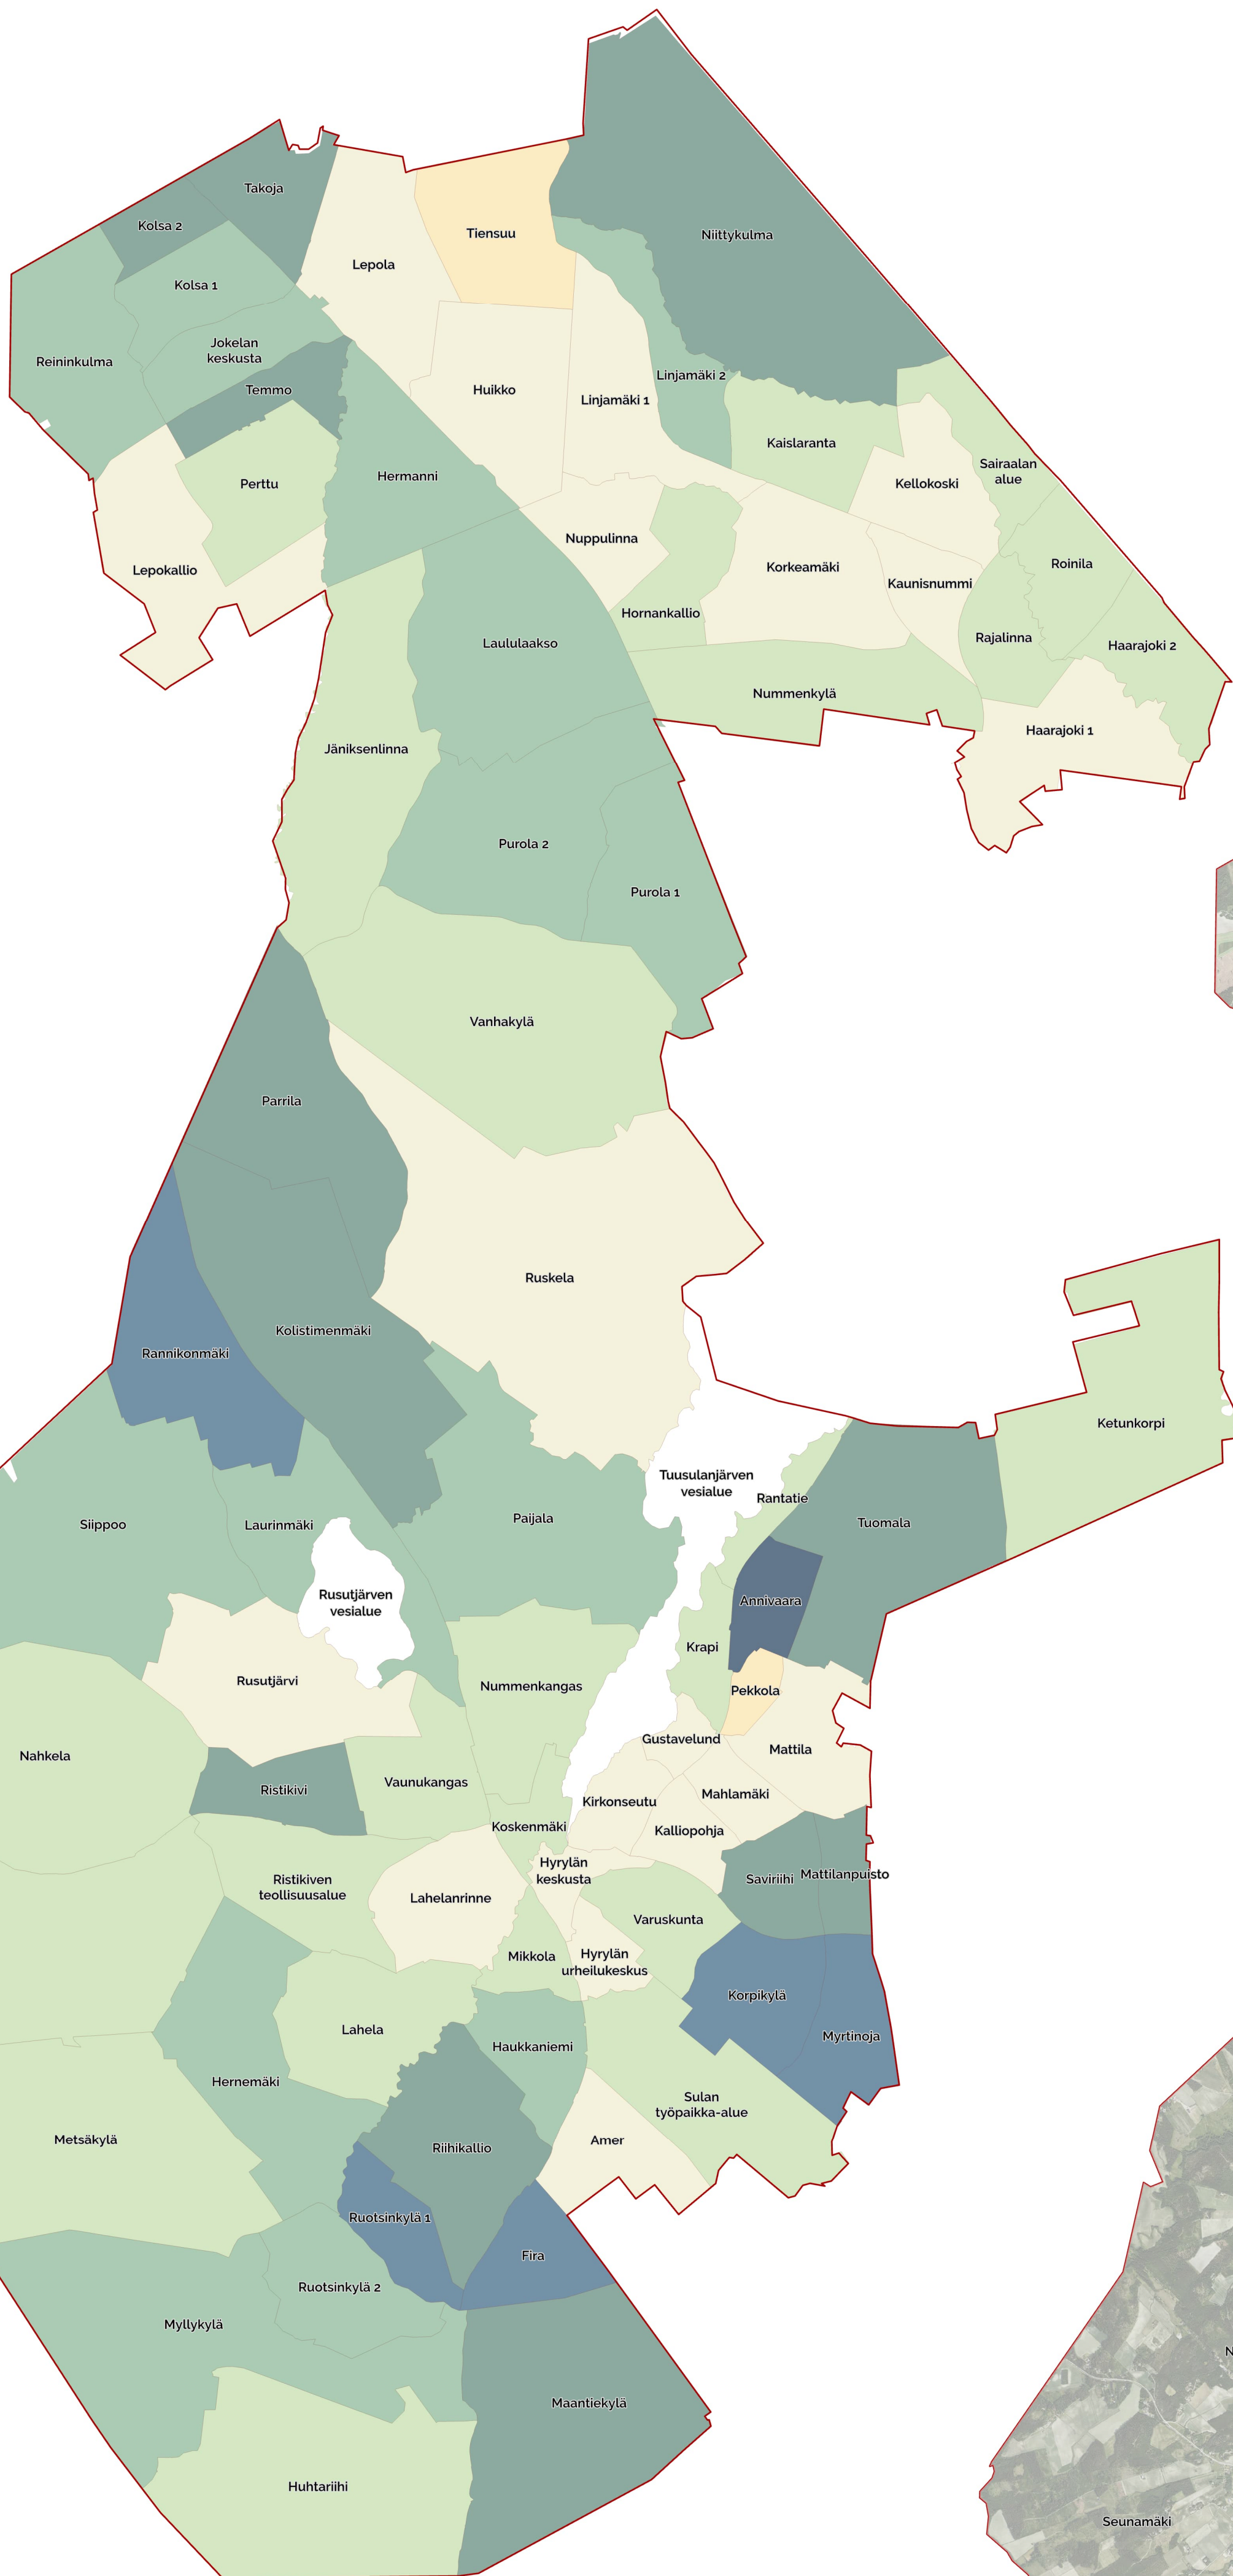 Takoja
Kolsa 2
Tiensuu
Niittykulma
Lepola
Kolsa 1
Jokelan
keskusta
Reininkulma
Temmo
Huikko
Linjamäki 2
Linjamäki 1
Kaislaranta
Hermanni
Perttu
Kellokoski
Sairaalan
alue
Nuppulinna
Lepokallio
Korkeamäki
Kaunisnummi
Roinila
Hornankallio
Rajalinna
Haarajoki 2
Laululaakso
Nummenkylä
Haarajoki 1
Jäniksenlinna
Purola 2
Purola 1
Vanhakylä
Parrila
Ruskela
Kolistimenmäki
Rannikonmäki
Ketunkorpi
Tuusulanjärven
vesialue
Rantatie
Siippoo
Laurinmäki
Paijala
Tuomala
Rusutjärven
vesialue
Annivaara
Krapi
Rusutjärvi
Nummenkangas
Pekkola
Gustavelund
Mattila
Nahkela
Ristikivi
Vaunukangas
Mahlamäki
Kirkonseutu
Koskenmäki
Kalliopohja
Hyrylän
keskusta
Saviriihi
Mattilanpuisto
Ristikiven
teollisuusalue
Lahelanrinne
Varuskunta
Mikkola
Hyrylän
urheilukeskus
Korpikylä
Lahela
Myrtinoja
Haukkaniemi
Hernemäki
Sulan
työpaikka-alue
Metsäkylä
Amer
Riihikallio
Ruotsinkylä 1
Fira
Ruotsinkylä 2
Myllykylä
N
Maantiekylä
Huhtariihi
Seunamäki